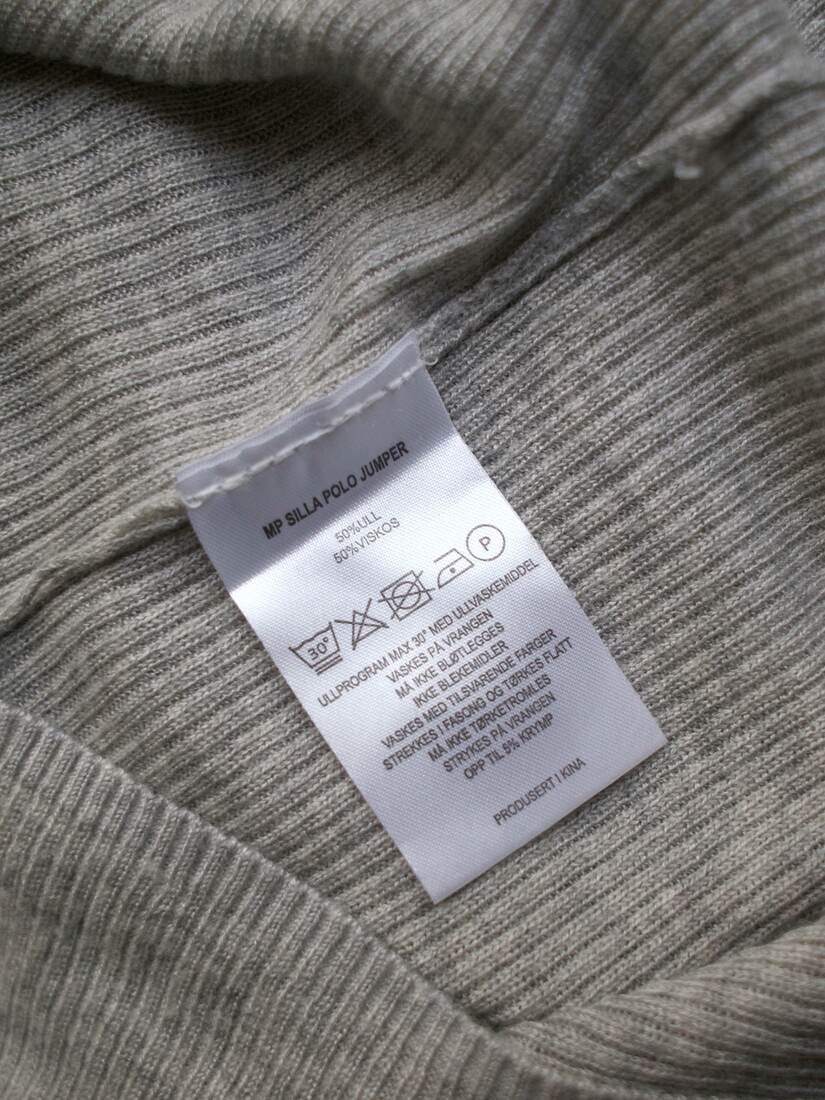 MP SILLA POLO JUMPER
50%ULL
50%VISKOS
30° P
ULLPROGRAM MAX 30° MED ULLVASKEMIDDEL
VASKES PÅ VRANGEN
MÅ IKKE BLØTLEGGES
IKKE BLEKEMIDLER
VASKES MED TILSVARENDE FARGER
STREKKES I FASONG OG TØRKES FLATT
MÅ IKKE TØRKETROMLES
STRYKES PÅ VRANGEN
OPP TIL 5% KRYMP
PRODUSERT I KINA